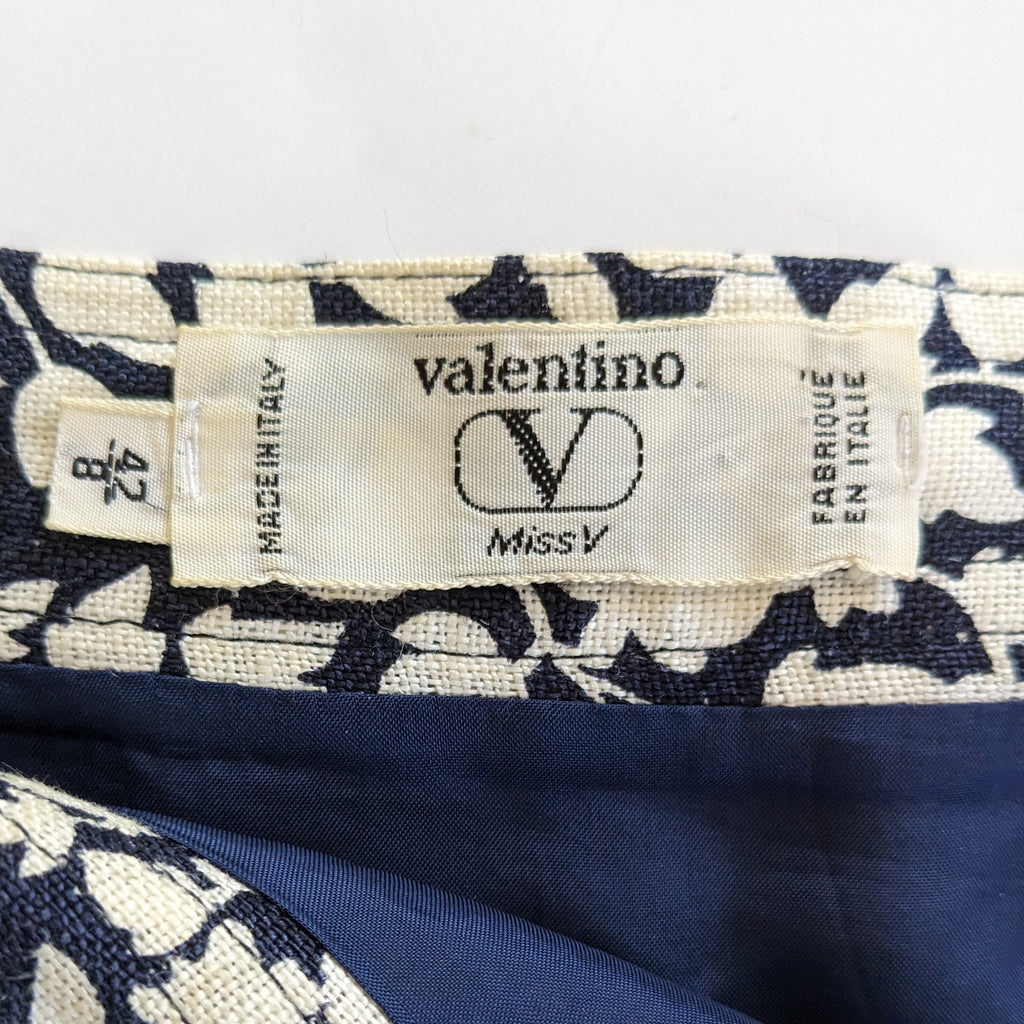 42
8
MADE IN ITALY
valentino
V
Miss V
FABRIQUÉ
EN ITALIE